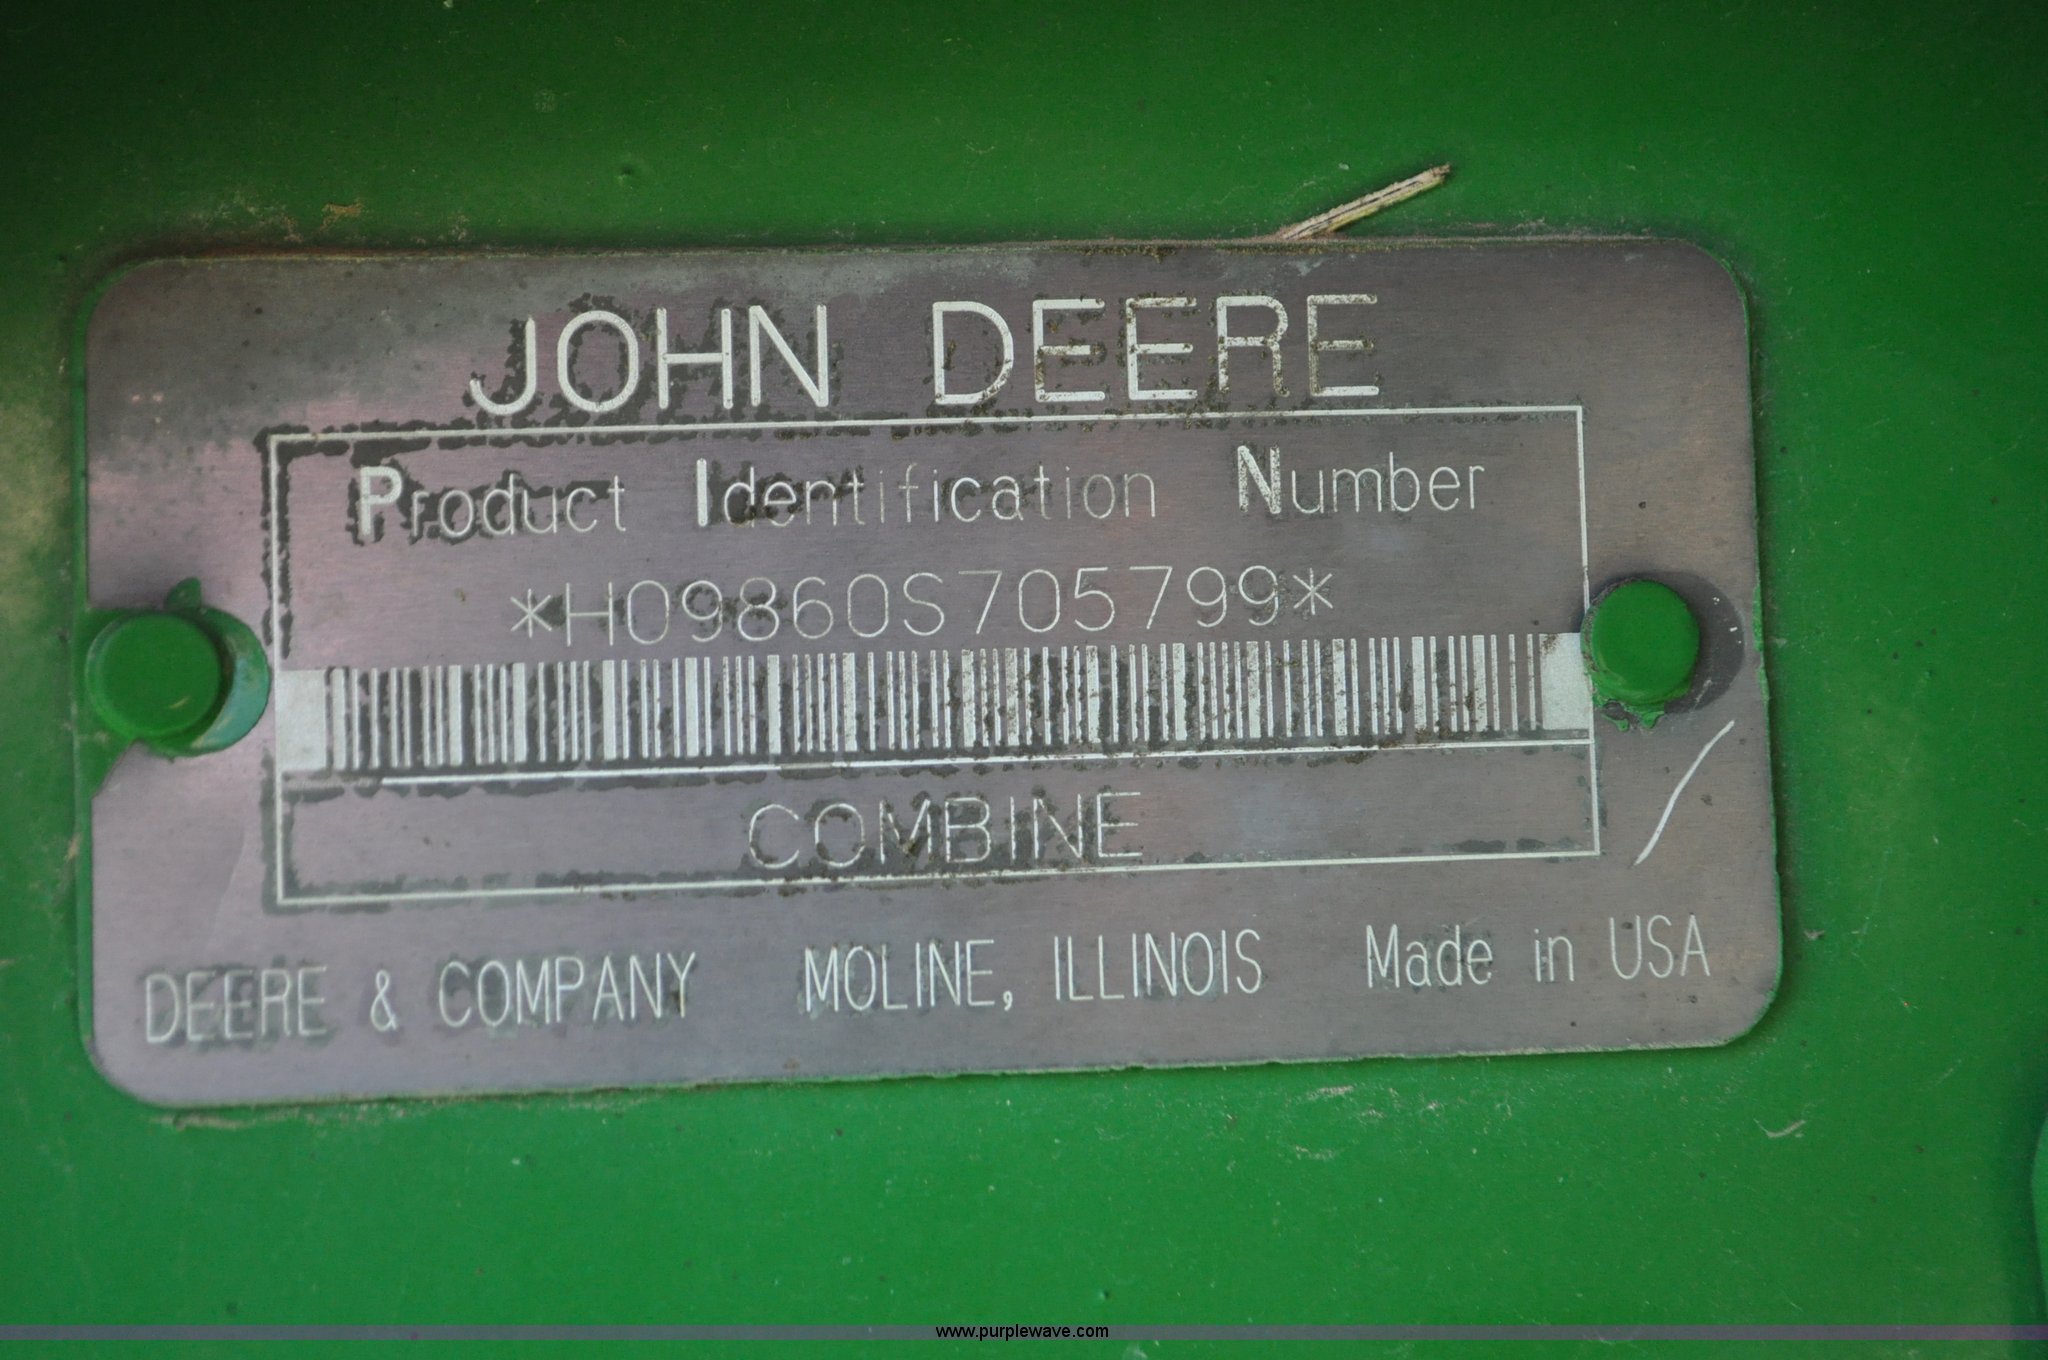 JOHN DEERE
Product Identification Number
*H09860S705799*
COMBINE
DEERE & COMPANY MOLINE, ILLINOIS Made in USA
www.purplewave.com